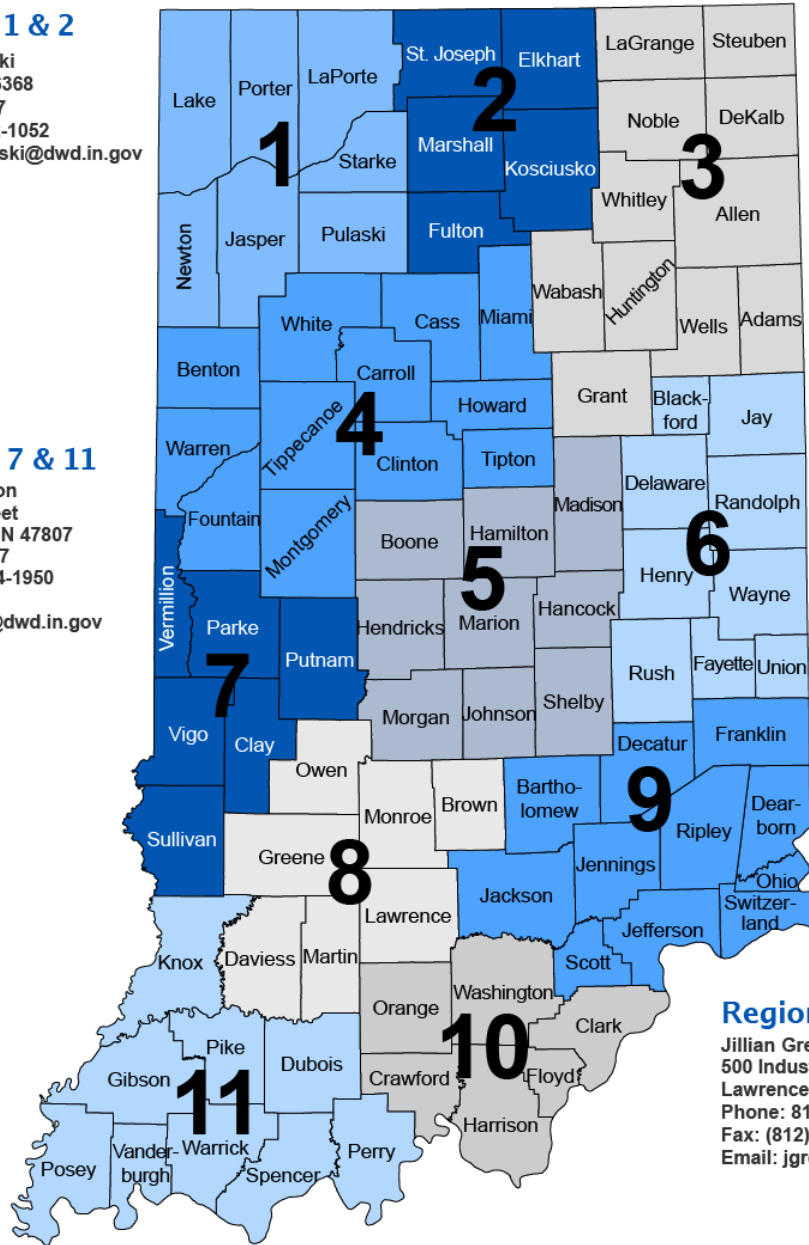 1 & 2
ki
6368
7
-1052
ski@dwd.in.gov
7 & 11
on
eet
N 47807
7
4-1950
@dwd.in.gov
Lake
Porter
LaPorte
Starke
Newton
Jasper
Pulaski
1
St. Joseph
Elkhart
Marshall
Kosciusko
Fulton
2
LaGrange
Steuben
Noble
DeKalb
Whitley
Allen
Wabash
Huntington
Wells
Adams
Grant
3
White
Cass
Miami
Benton
Carroll
Howard
Warren
Tippecanoe
Clinton
Tipton
Fountain
Montgomery
4
Madison
Boone
Hamilton
Hendricks
Marion
Hancock
Morgan
Johnson
Shelby
5
Black-
ford
Jay
Delaware
Randolph
Henry
Wayne
Rush
Fayette
Union
6
Vermillion
Parke
Putnam
Vigo
Clay
Sullivan
7
Owen
Monroe
Brown
Greene
Lawrence
Daviess
Martin
8
Decatur
Franklin
Bartho-
lomew
Dear-
born
Ripley
Jennings
Ohio
Jackson
Switzer-
land
Jefferson
Scott
9
Orange
Washington
Clark
Crawford
Floyd
Harrison
10
Knox
Pike
Dubois
Gibson
Posey
Vander-
burgh
Warrick
Spencer
Perry
11
Region
Jillian Gre
500 Indus
Lawrence
Phone: 81
Fax: (812)
Email: jgr